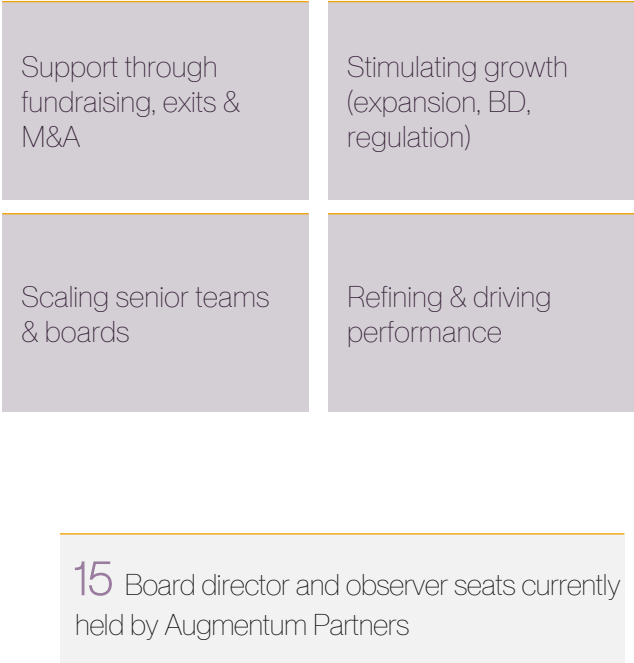 Support through
fundraising, exits &
M&A
Stimulating growth
(expansion, BD,
regulation)
Scaling senior teams
& boards
Refining & driving
performance
15 Board director and observer seats currently
held by Augmentum Partners